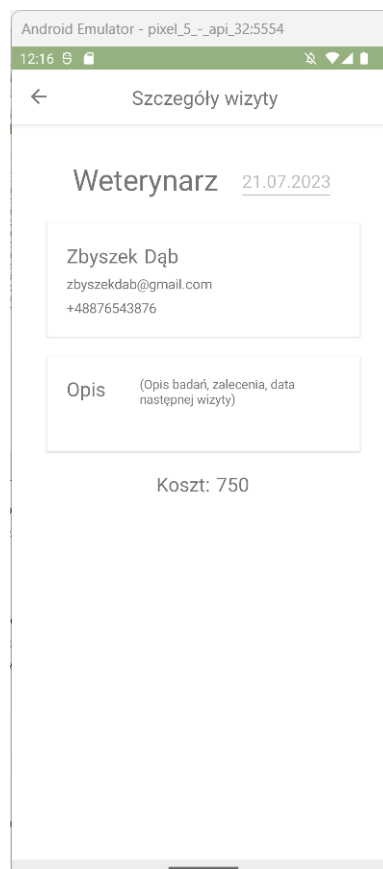 Android Emulator - pixel_5_-_api_32:5554
12:16
Szczegóły wizyty
Weterynarz 21.07.2023
Zbyszek Dąb
zbyszekdab@gmail.com
+48876543876
Opis (Opis badań, zalecenia, data
następnej wizyty)
Koszt: 750